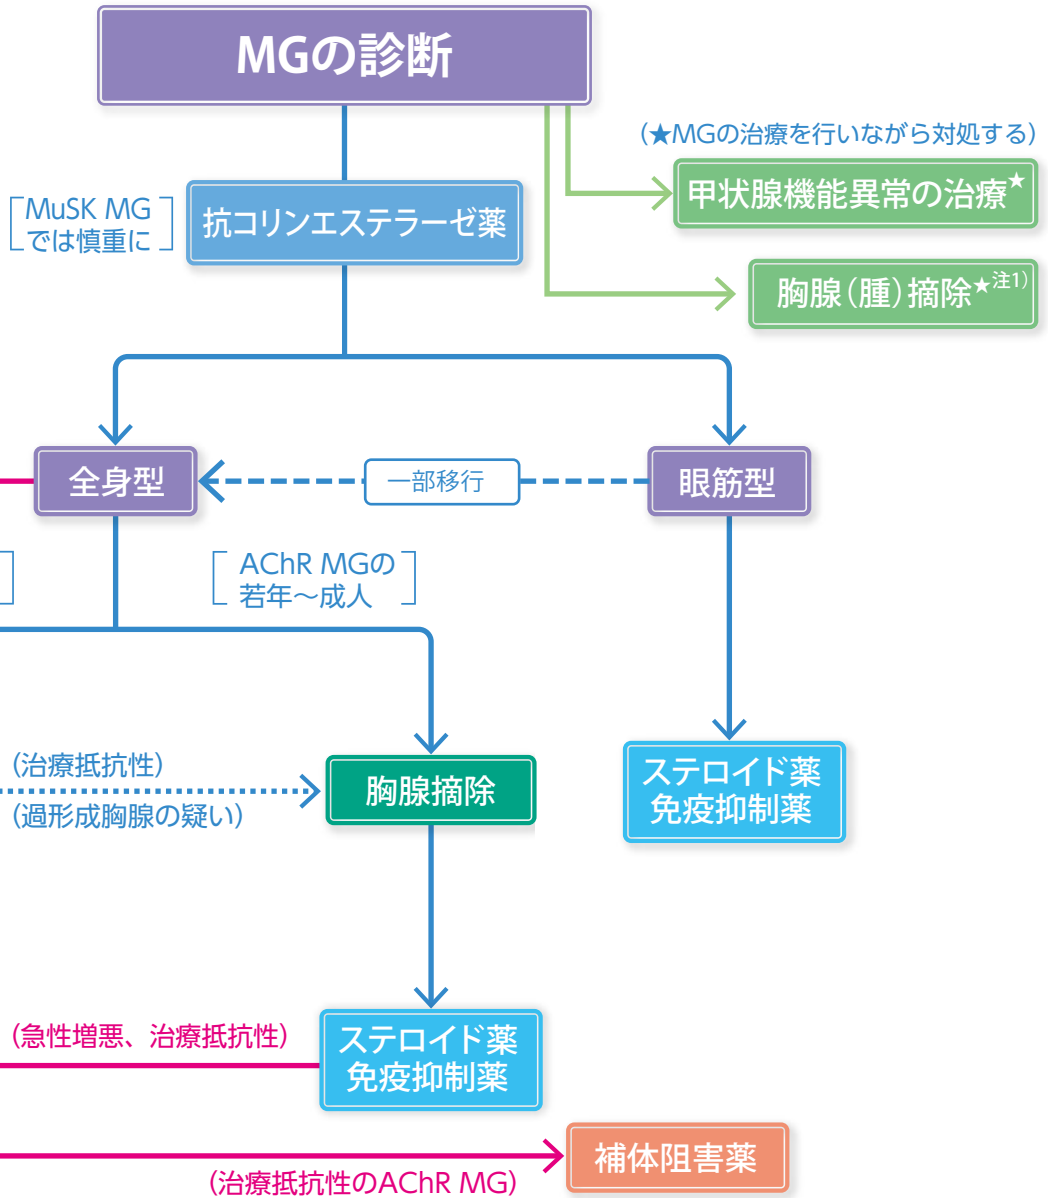 MGの診断
(★MGの治療を行いながら対処する)
甲状腺機能異常の治療★
MuSK MG
では慎重に
抗コリンエステラーゼ薬
胸腺(腫)摘除★注1)
全身型
一部移行
眼筋型
AChR MGの
若年~成人
(治療抵抗性)
(過形成胸腺の疑い)
胸腺摘除
ステロイド薬
免疫抑制薬
(急性増悪、治療抵抗性)
ステロイド薬
免疫抑制薬
補体阻害薬
(治療抵抗性のAChR MG)